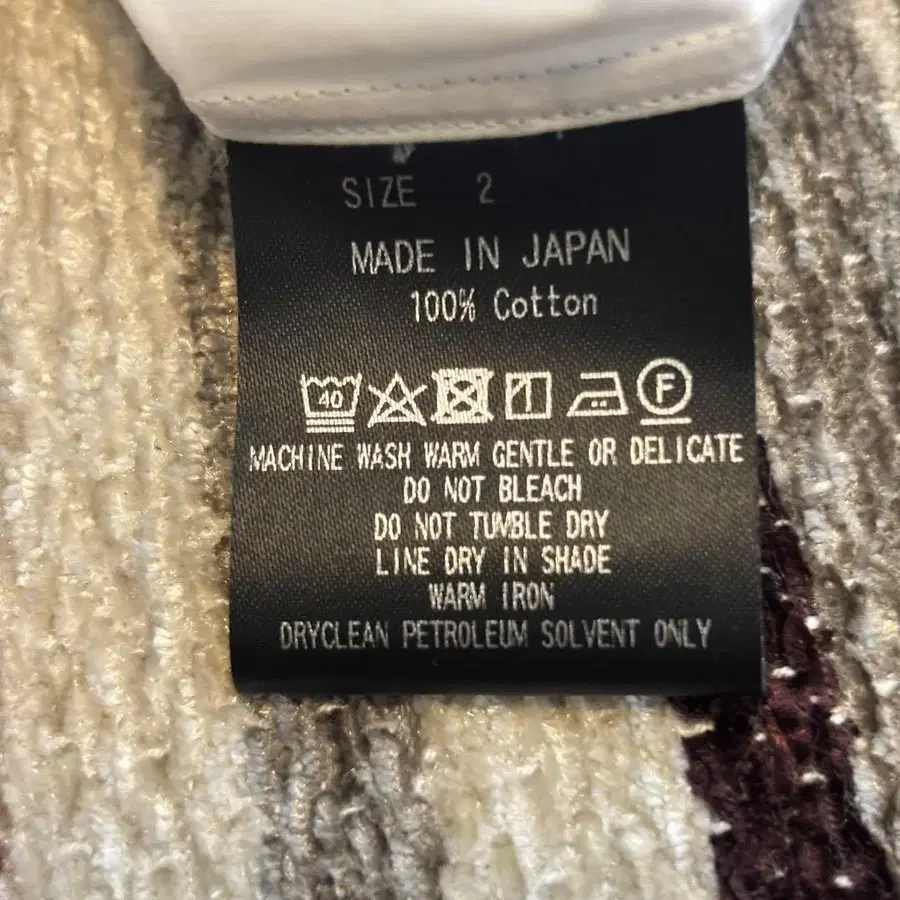 SIZE 2
MADE IN JAPAN
100% Cotton
40 F
MACHINE WASH WARM GENTLE OR DELICATE
DO NOT BLEACH
DO NOT TUMBLE DRY
LINE DRY IN SHADE
WARM IRON
DRYCLEAN PETROLEUM SOLVENT ONLY